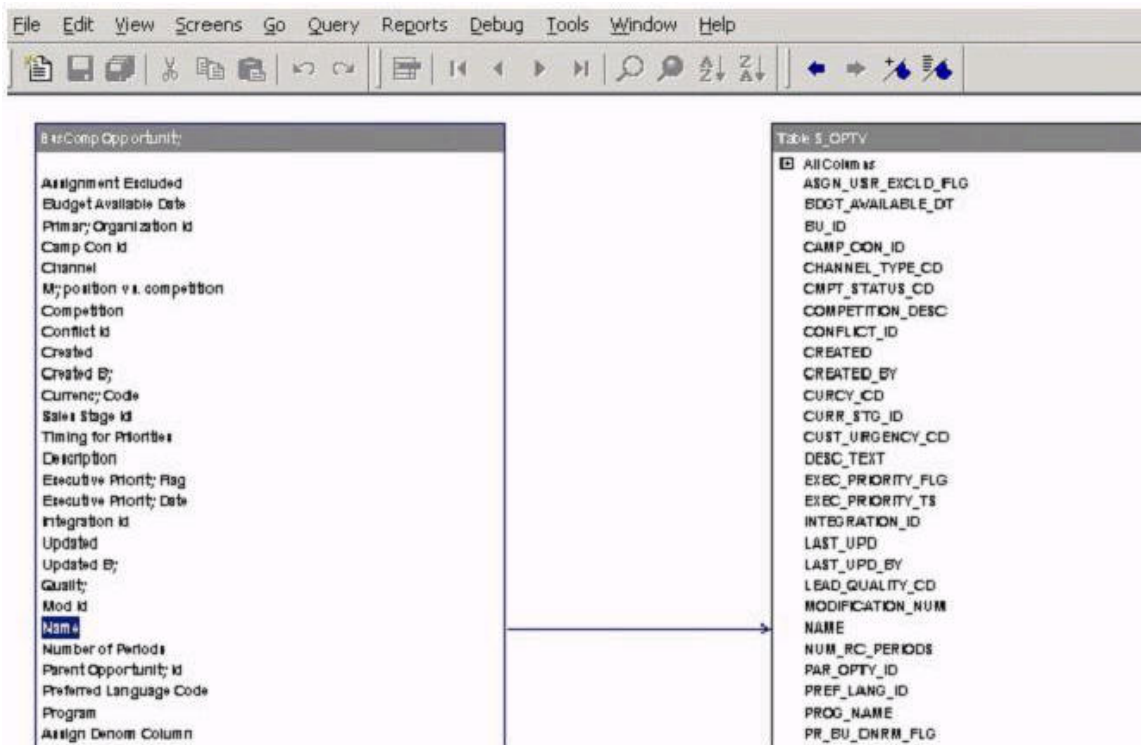 File Edit View Screens Go Query Reports Debug Tools Window Help
BusComp Opportunity
Assignment Excluded
Budget Available Date
Primary Organization Id
Camp Con Id
Channel
My position vs. competition
Competition
Conflict Id
Created
Created By
Currency Code
Sales Stage Id
Timing for Priorities
Description
Executive Priority Flag
Executive Priority Date
Integration Id
Updated
Updated By
Quality
Mod Id
Name
Number of Periods
Parent Opportunity Id
Preferred Language Code
Program
Assign Denorm Column
Table S_OPTY
All Columns
ASGN_USR_EXCLD_FLG
BDGT_AVAILABLE_DT
BU_ID
CAMP_CON_ID
CHANNEL_TYPE_CD
CMPT_STATUS_CD
COMPETITION_DESC
CONFLICT_ID
CREATED
CREATED_BY
CURCY_CD
CURR_STG_ID
CUST_URGENCY_CD
DESC_TEXT
EXEC_PRIORITY_FLG
EXEC_PRIORITY_TS
INTEGRATION_ID
LAST_UPD
LAST_UPD_BY
LEAD_QUALITY_CD
MODIFICATION_NUM
NAME
NUM_RC_PERIODS
PAR_OPTY_ID
PREF_LANG_ID
PROG_NAME
PR_BU_DNRM_FLG